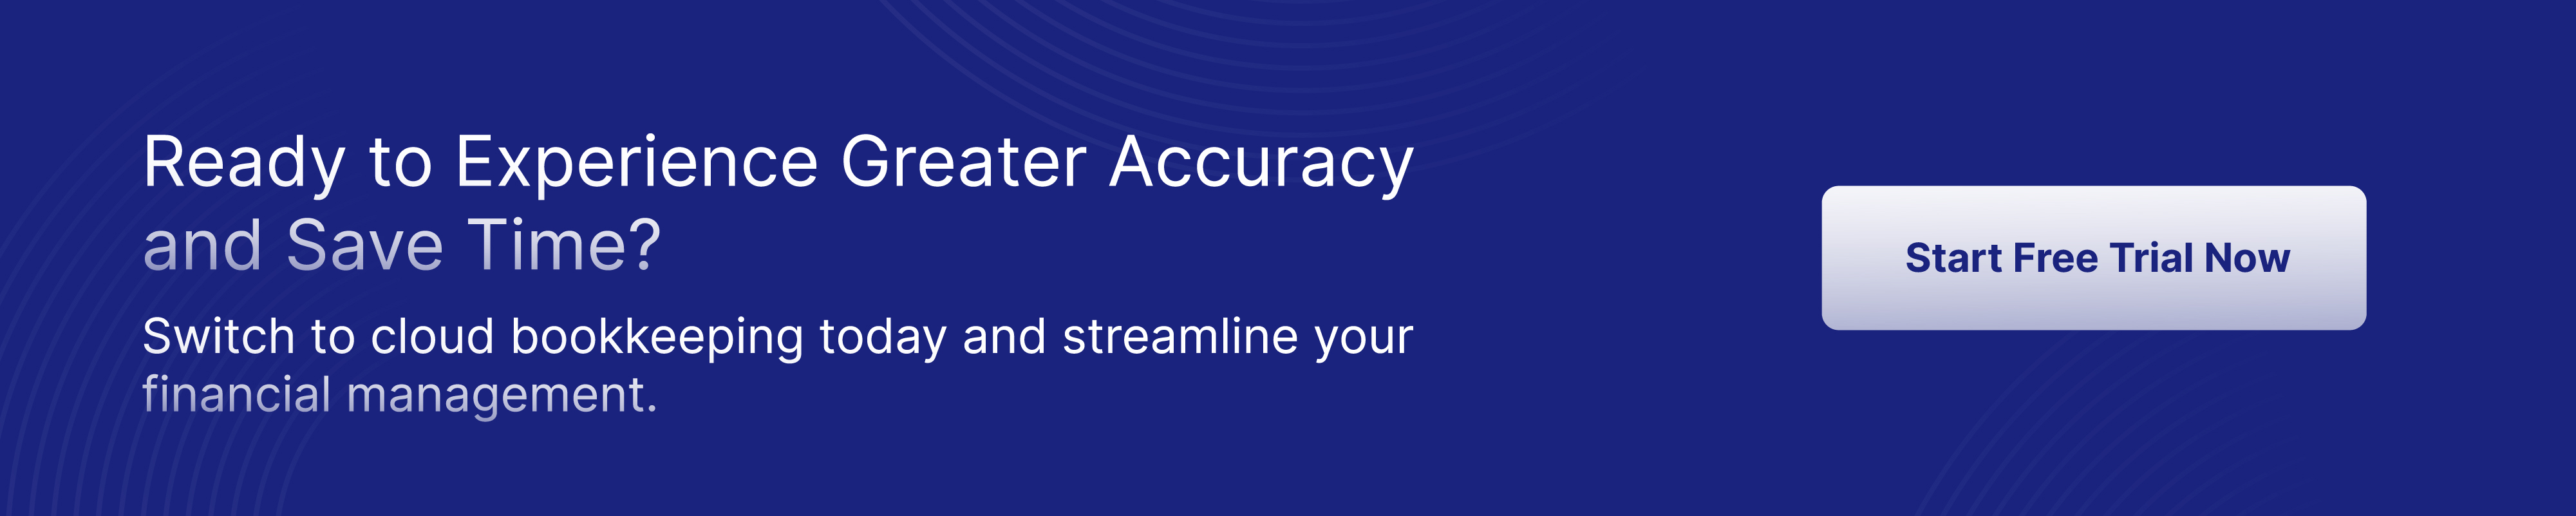 Ready to Experience Greater Accuracy
and Save Time?
Switch to cloud bookkeeping today and streamline your
financial management.
Start Free Trial Now